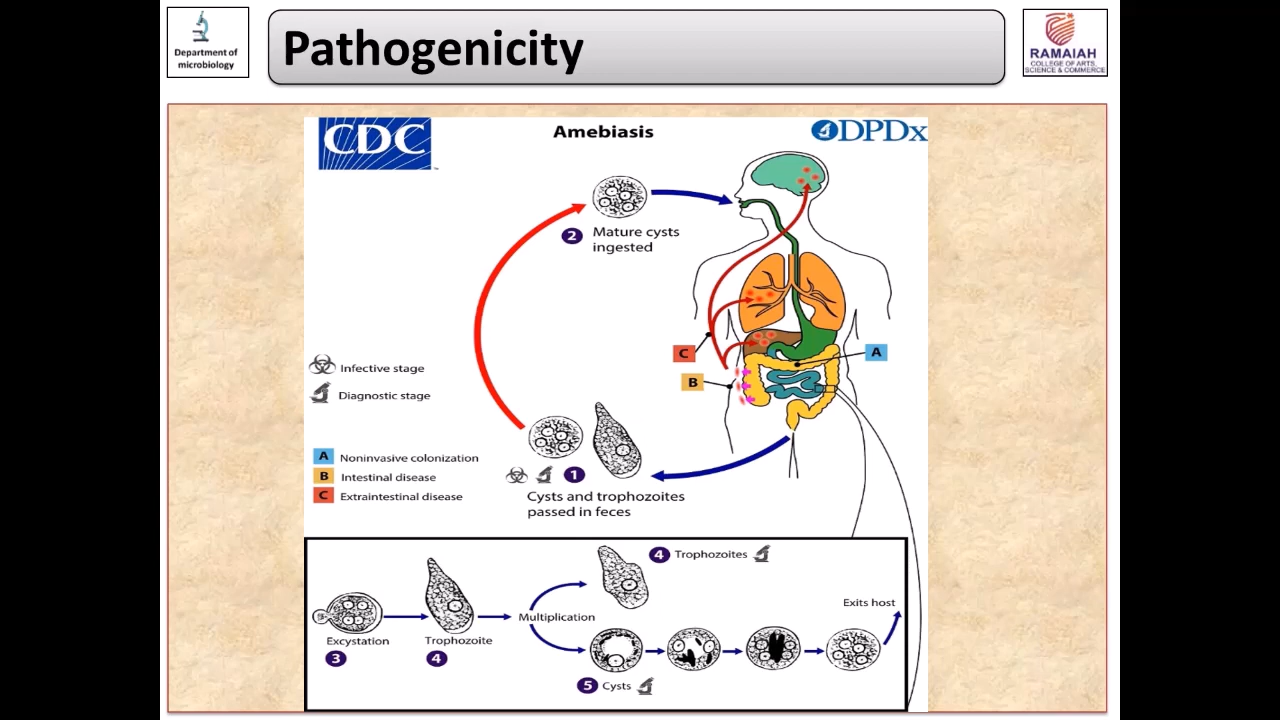 Department of
microbiology
Pathogenicity
RAMAIAH
COLLEGE OF ARTS,
SCIENCE & COMMERCE
CDC
Amebiasis
DPDx
2 Mature cysts
ingested
C
A
B
Infective stage
Diagnostic stage
A Noninvasive colonization
B Intestinal disease
C Extraintestinal disease
1
Cysts and trophozoites
passed in feces
4 Trophozoites
Exits host
Multiplication
Excystation
3
Trophozoite
4
5 Cysts